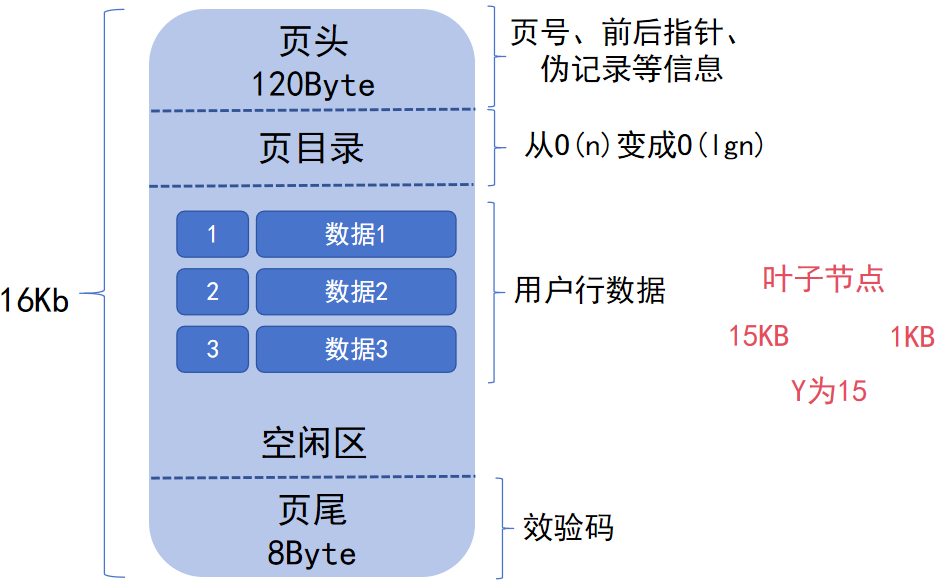 页头
120Byte
页号、前后指针、
伪记录等信息
页目录
从O(n)变成O(lgn)
1 数据1
2 数据2
3 数据3
16Kb
用户行数据
叶子节点
15KB 1KB
Y为15
空闲区
页尾
8Byte
效验码